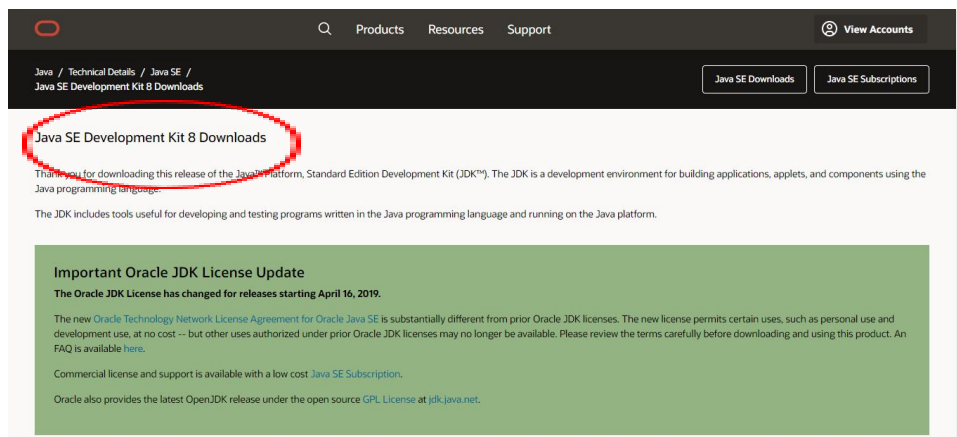 Products Resources Support View Accounts
Java / Technical Details / Java SE /
Java SE Development Kit 8 Downloads
Java SE Downloads Java SE Subscriptions
Java SE Development Kit 8 Downloads
Thank you for downloading this release of the Java™ Platform, Standard Edition Development Kit (JDK™). The JDK is a development environment for building applications, applets, and components using the
Java programming language.
The JDK includes tools useful for developing and testing programs written in the Java programming language and running on the Java platform.
Important Oracle JDK License Update
The Oracle JDK License has changed for releases starting April 16, 2019.
The new Oracle Technology Network License Agreement for Oracle Java SE is substantially different from prior Oracle JDK licenses. The new license permits certain uses, such as personal use and
development use, at no cost -- but other uses authorized under prior Oracle JDK licenses may no longer be available. Please review the terms carefully before downloading and using this product. An
FAQ is available here.
Commercial license and support is available with a low cost Java SE Subscription.
Oracle also provides the latest OpenJDK release under the open source GPL License at jdk.java.net.